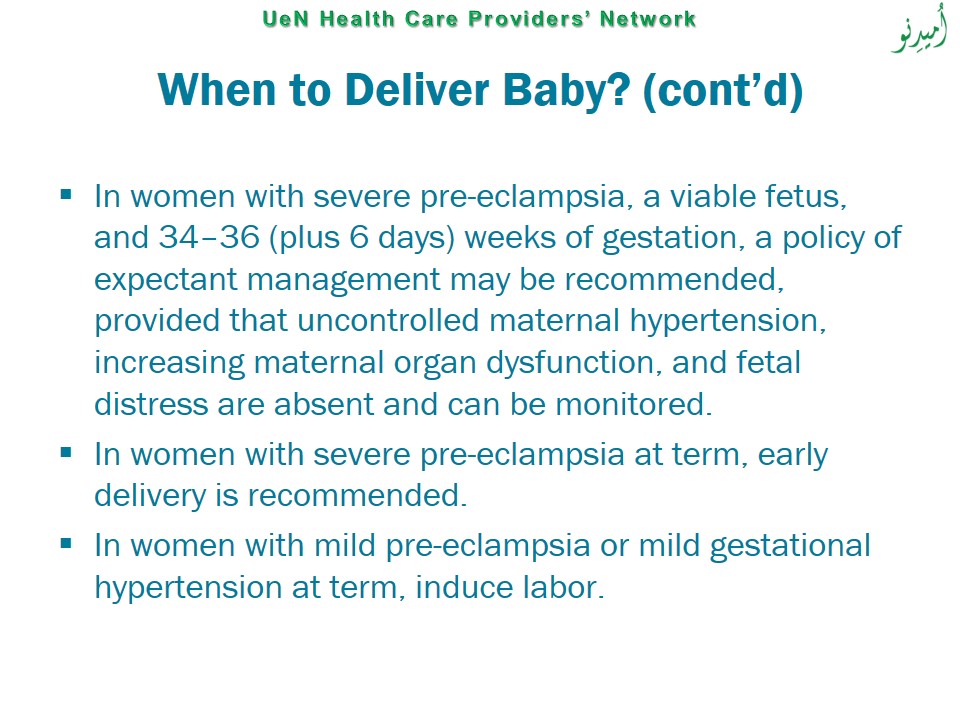 UeN Health Care Providers’ Network
اُميدِنو
When to Deliver Baby? (cont’d)
▪ In women with severe pre-eclampsia, a viable fetus,
and 34–36 (plus 6 days) weeks of gestation, a policy of
expectant management may be recommended,
provided that uncontrolled maternal hypertension,
increasing maternal organ dysfunction, and fetal
distress are absent and can be monitored.
▪ In women with severe pre-eclampsia at term, early
delivery is recommended.
▪ In women with mild pre-eclampsia or mild gestational
hypertension at term, induce labor.